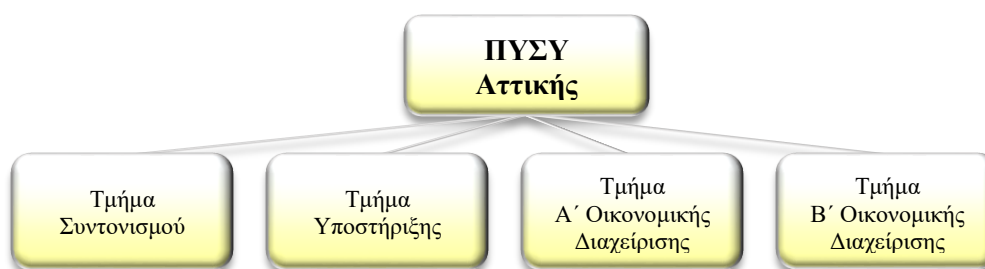 ΠΥΣΥ
Αττικής
Τμήμα
Συντονισμού
Τμήμα
Υποστήριξης
Τμήμα
Α΄ Οικονομικής
Διαχείρισης
Τμήμα
Β΄ Οικονομικής
Διαχείρισης